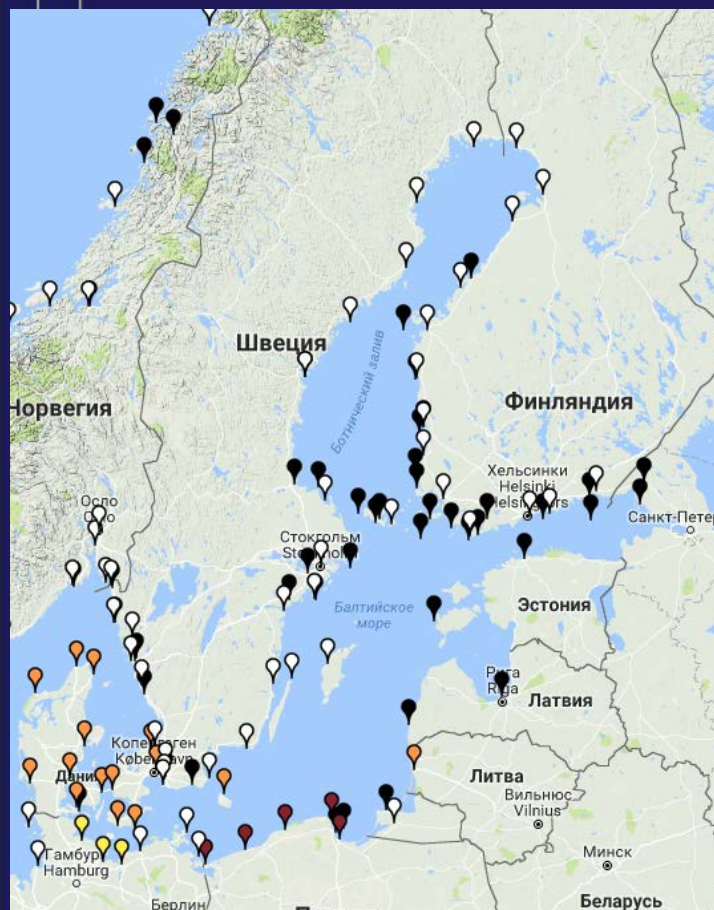 Швеция
Ботнический залив
Норвегия
Финляндия
Хельсинки
Helsinki
Осло
Санкт-Петер
Стокгольм
Балтийское
море
Эстония
Рига
Riga
Латвия
Копенгаген
København
Литва
Вильнюс
Vilnius
Гамбург
Hamburg
Минск
Беларусь
Берлин